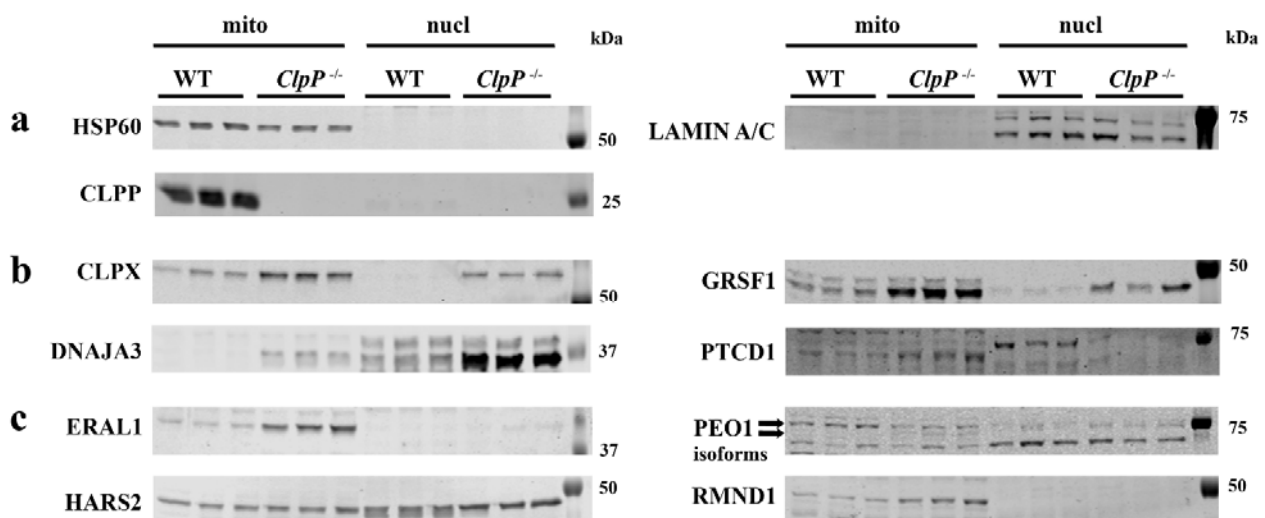 mito nucl kDa mito nucl kDa
WT ClpP -/- WT ClpP -/- WT ClpP -/- WT ClpP -/-
a HSP60 50 LAMIN A/C 75
CLPP 25
b CLPX 50 GRSF1 50
DNAJA3 37 PTCD1 75
c ERAL1 37 PEO1 isoforms 75
HARS2 50 RMND1 50